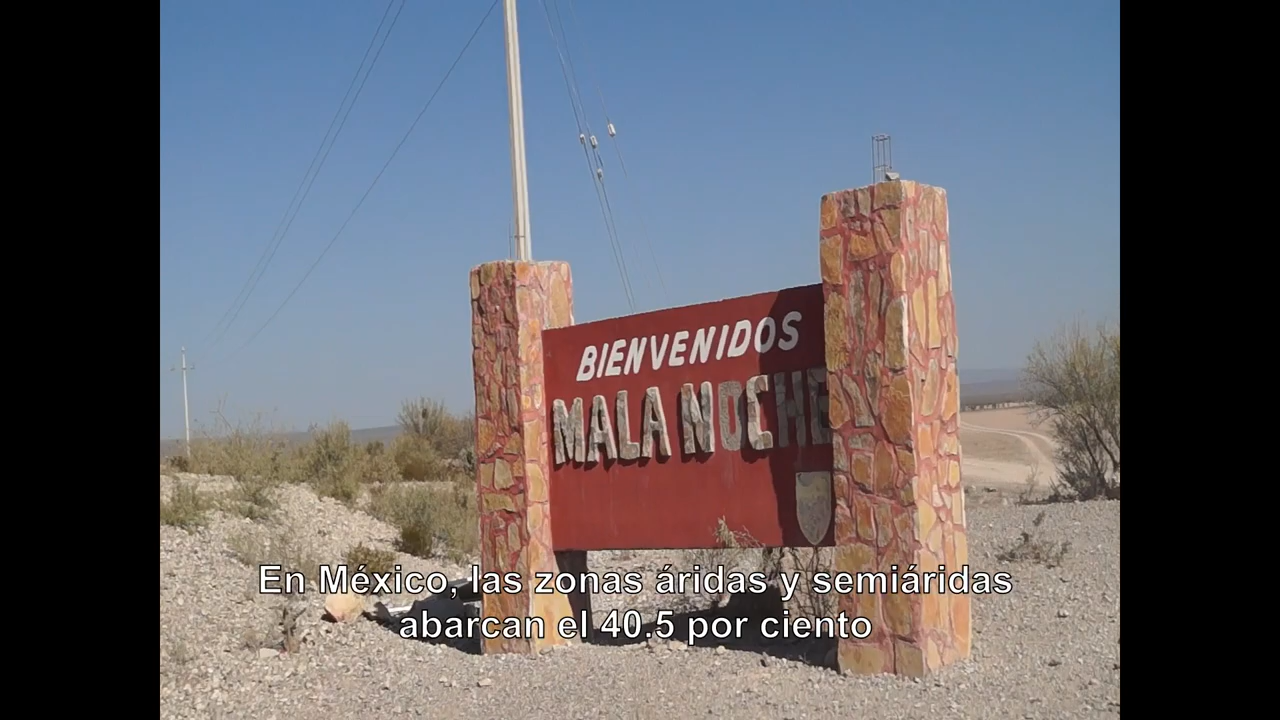 BIENVENIDOS
MALA NOCHE
En México, las zonas áridas y semiáridas
abarcan el 40.5 por ciento